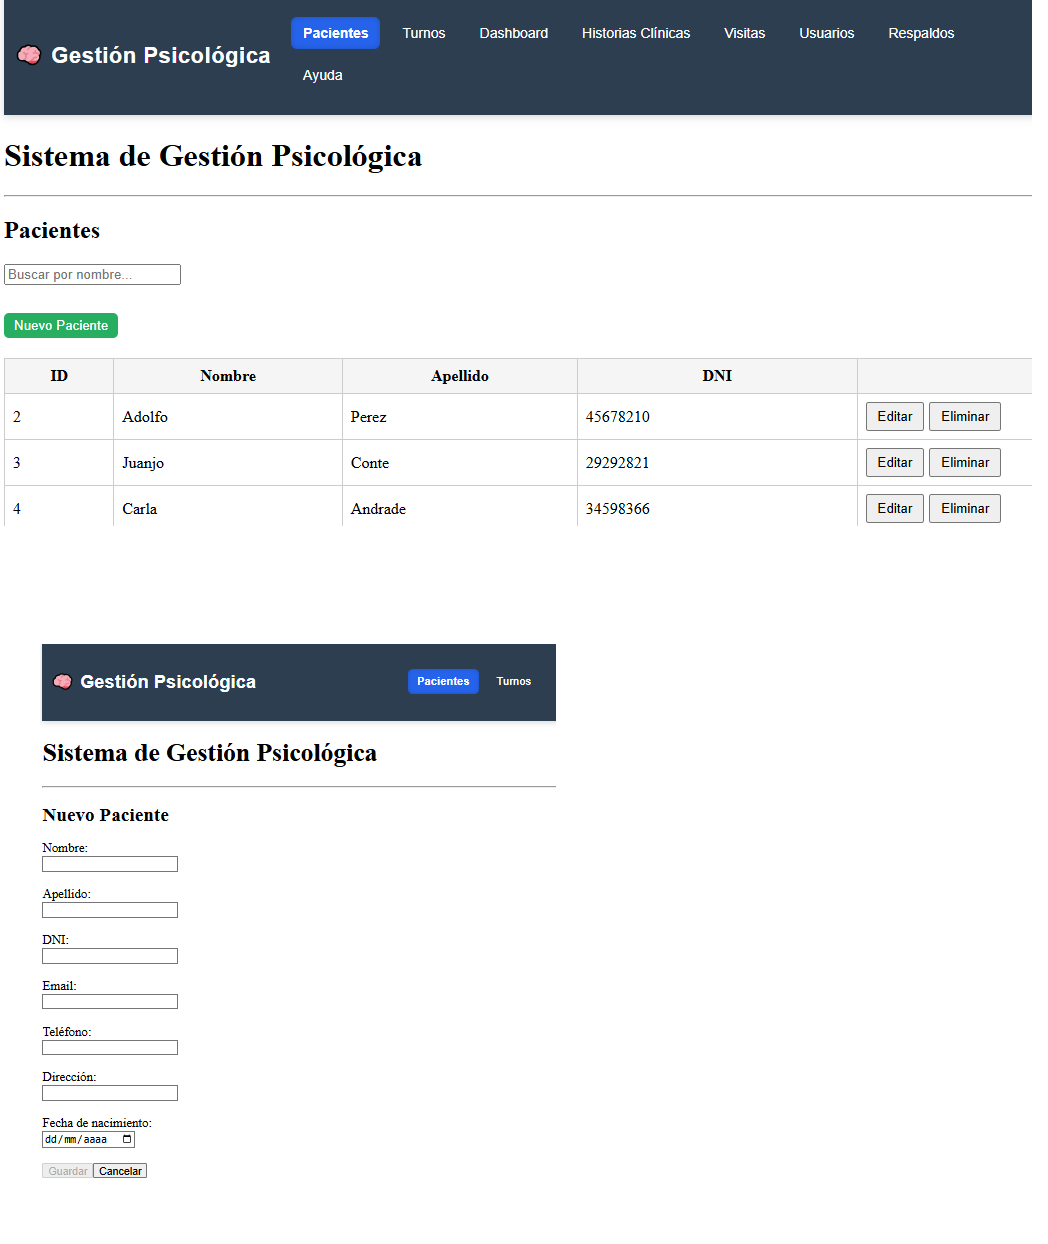 🧠 Gestión Psicológica Pacientes Turnos Dashboard Historias Clínicas Visitas Usuarios Respaldos
Ayuda
Sistema de Gestión Psicológica
Pacientes
Buscar por nombre...
Nuevo Paciente
ID Nombre Apellido DNI
2 Adolfo Perez 45678210 Editar Eliminar
3 Juanjo Conte 29292821 Editar Eliminar
4 Carla Andrade 34598366 Editar Eliminar
🧠 Gestión Psicológica Pacientes Turnos
Sistema de Gestión Psicológica
Nuevo Paciente
Nombre:
Apellido:
DNI:
Email:
Teléfono:
Dirección:
Fecha de nacimiento:
dd/mm/aaaa
Guardar Cancelar